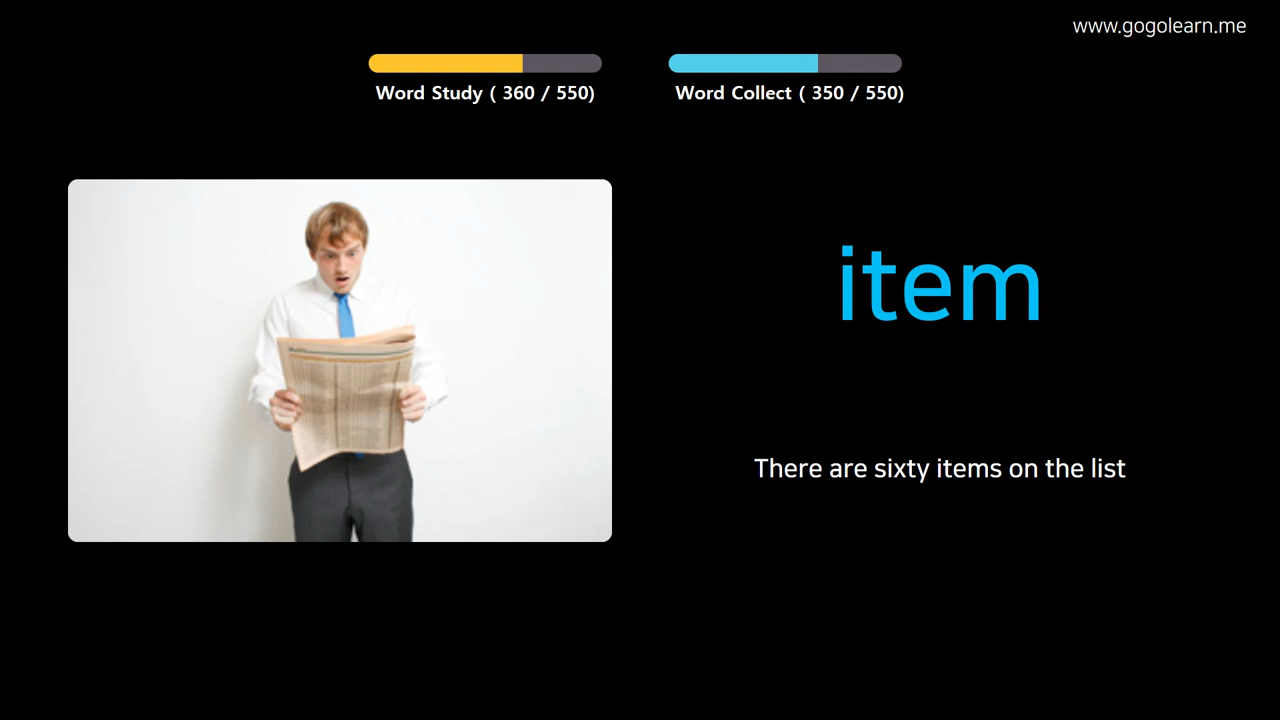 www.gogolearn.me
Word Study ( 360 / 550)
Word Collect ( 350 / 550)
item
There are sixty items on the list